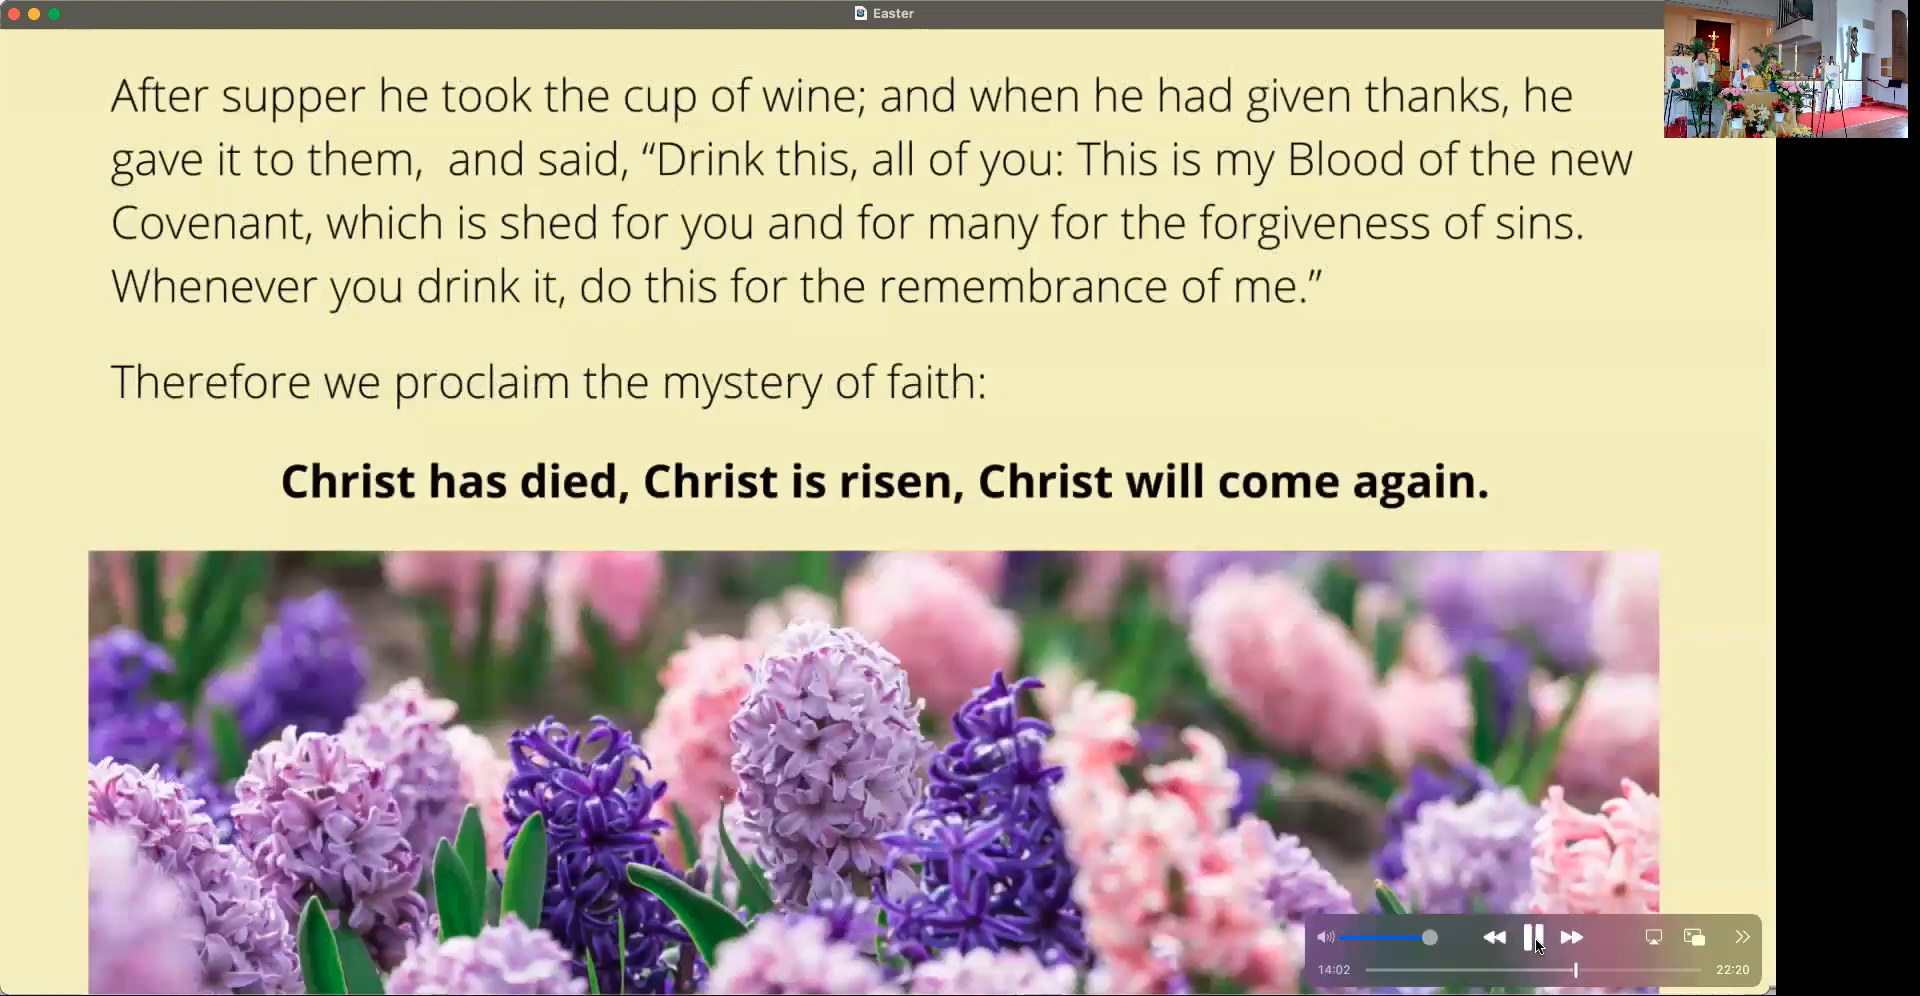 Easter
After supper he took the cup of wine; and when he had given thanks, he
gave it to them,  and said, “Drink this, all of you: This is my Blood of the new
Covenant, which is shed for you and for many for the forgiveness of sins.
Whenever you drink it, do this for the remembrance of me.”
Therefore we proclaim the mystery of faith:
Christ has died, Christ is risen, Christ will come again.
14:02
22:20